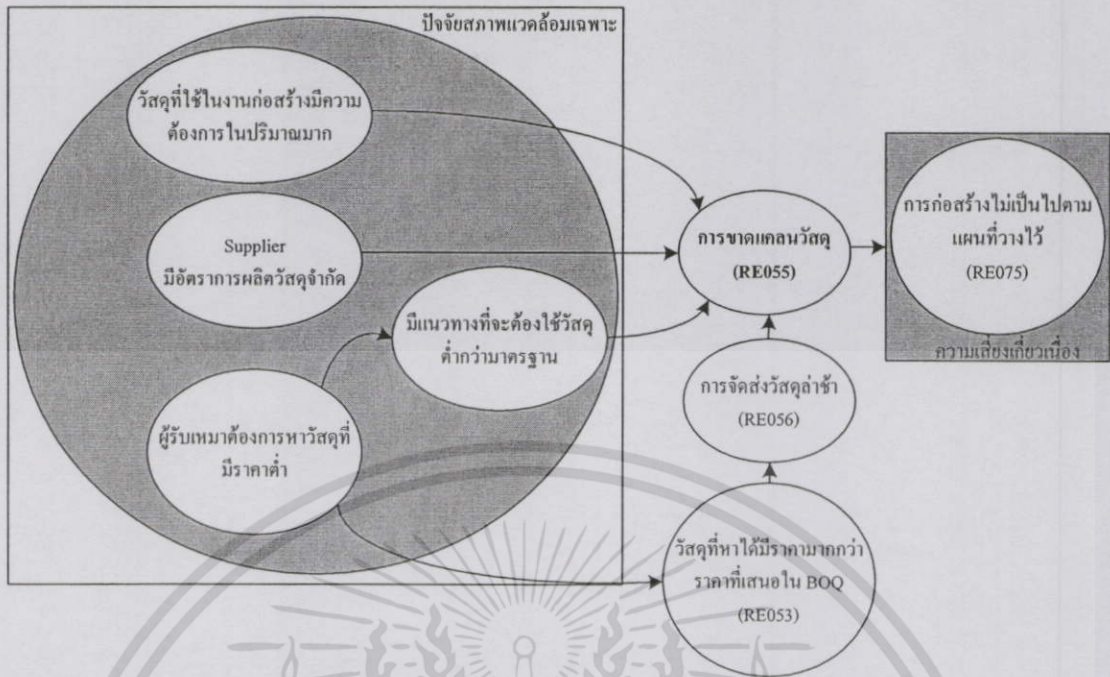 ปัจจัยสภาพแวดล้อมเฉพาะ
วัสดุที่ใช้ในงานก่อสร้างมีความ
ต้องการในปริมาณมาก
Supplier
มีอัตราการผลิตวัสดุจำกัด
มีแนวทางที่จะต้องใช้วัสดุ
ต่ำกว่ามาตรฐาน
ผู้รับเหมาต้องการหาวัสดุที่
มีราคาต่ำ
การขาดแคลนวัสดุ
(RE055)
การจัดส่งวัสดุล่าช้า
(RE056)
วัสดุที่หาได้มีราคามากกว่า
ราคาที่เสนอใน BOQ
(RE053)
การก่อสร้างไม่เป็นไปตาม
แผนที่วางไว้
(RE075)
ความเสี่ยงเกี่ยวเนื่อง